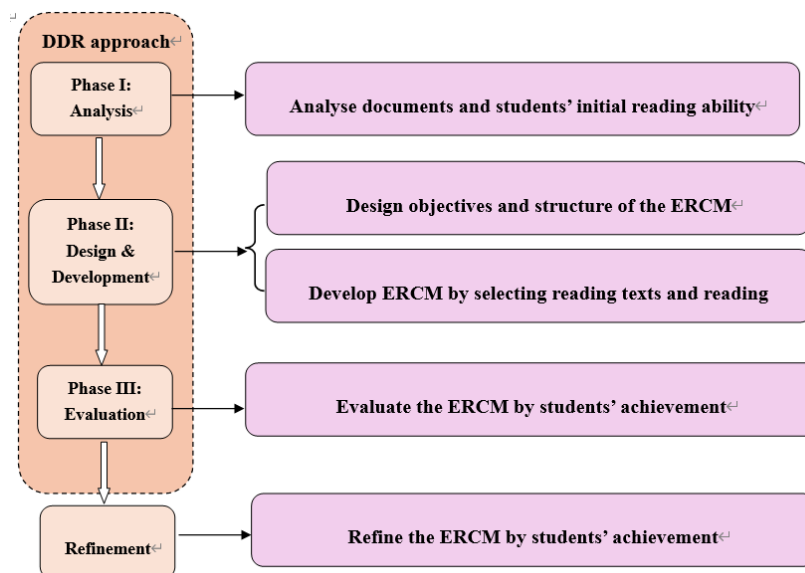 DDR approach
Phase I:
Analysis
Analyse documents and students’ initial reading ability
Phase II:
Design &
Development
Design objectives and structure of the ERCM
Develop ERCM by selecting reading texts and reading
Phase III:
Evaluation
Evaluate the ERCM by students’ achievement
Refinement
Refine the ERCM by students’ achievement